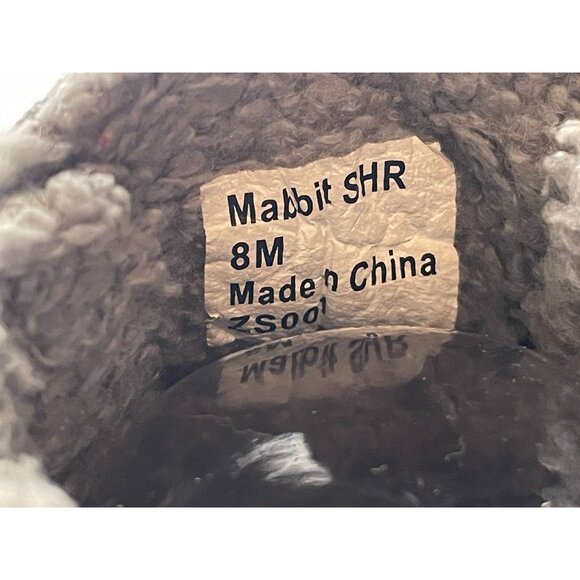 Mabbit SHR
8M
Made n China
ZS001